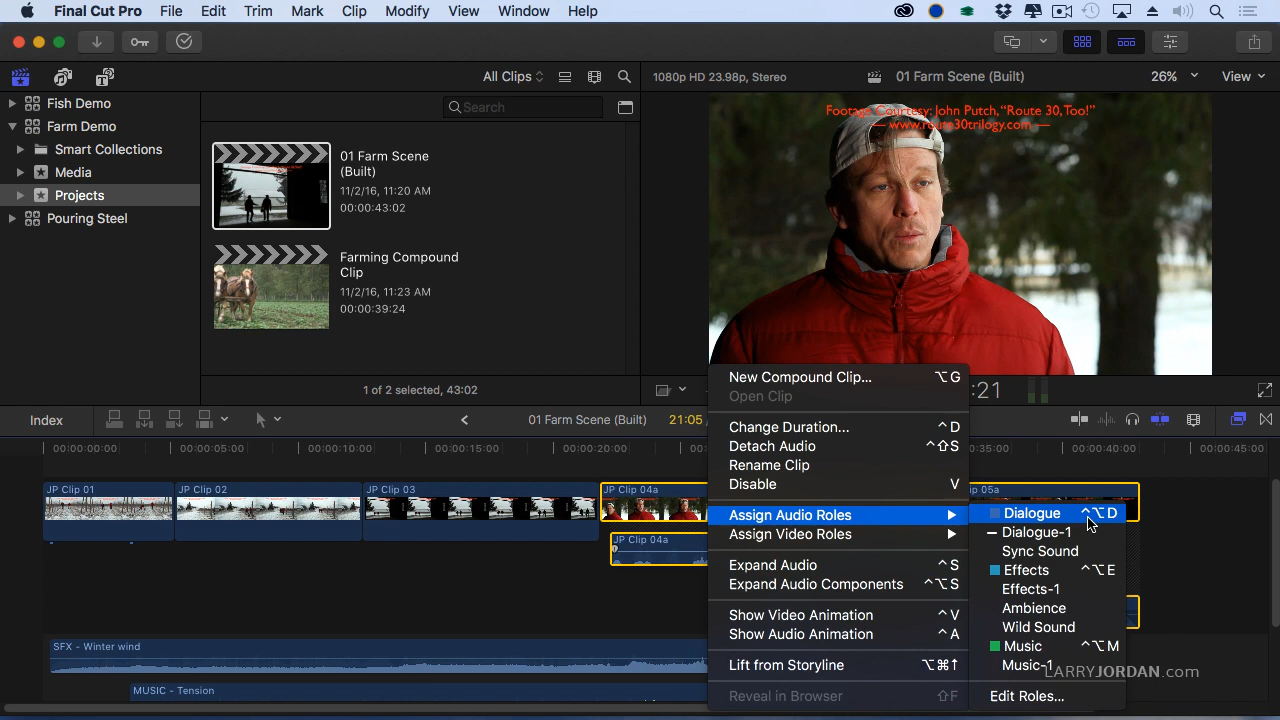 Final Cut Pro File Edit Trim Mark Clip Modify View Window Help
All Clips
1080p HD 23.98p, Stereo
01 Farm Scene (Built)
26%
View
Fish Demo
Farm Demo
Smart Collections
Media
Projects
Pouring Steel
Search
01 Farm Scene
(Built)
11/2/16, 11:20 AM
00:00:43:02
Farming Compound
Clip
11/2/16, 11:23 AM
00:00:39:24
1 of 2 selected, 43:02
Footage Courtesy: John Putch, “Route 30, Too!”
— www.route30trilogy.com —
:21
Index
01 Farm Scene (Built)
21:05
00:00:00:00
00:00:05:00
00:00:10:00
00:00:15:00
00:00:20:00
00:
35:00
00:00:40:00
00:00:45:00
JP Clip 01
JP Clip 02
JP Clip 03
JP Clip 04a
ip 05a
JP Clip 04a
SFX - Winter wind
MUSIC - Tension
New Compound Clip... ⌥G
Open Clip
Change Duration... ^D
Detach Audio ^⇧S
Rename Clip
Disable V
Assign Audio Roles ▶
Assign Video Roles ▶
Expand Audio ^S
Expand Audio Components ^⌥S
Show Video Animation ^V
Show Audio Animation ^A
Lift from Storyline ⌥⌘↑
Reveal in Browser ⇧F
Dialogue ^⌥D
Dialogue-1
Sync Sound
Effects ^⌥E
Effects-1
Ambience
Wild Sound
Music ^⌥M
Music-1
Edit Roles...
LARRYJORDAN.com